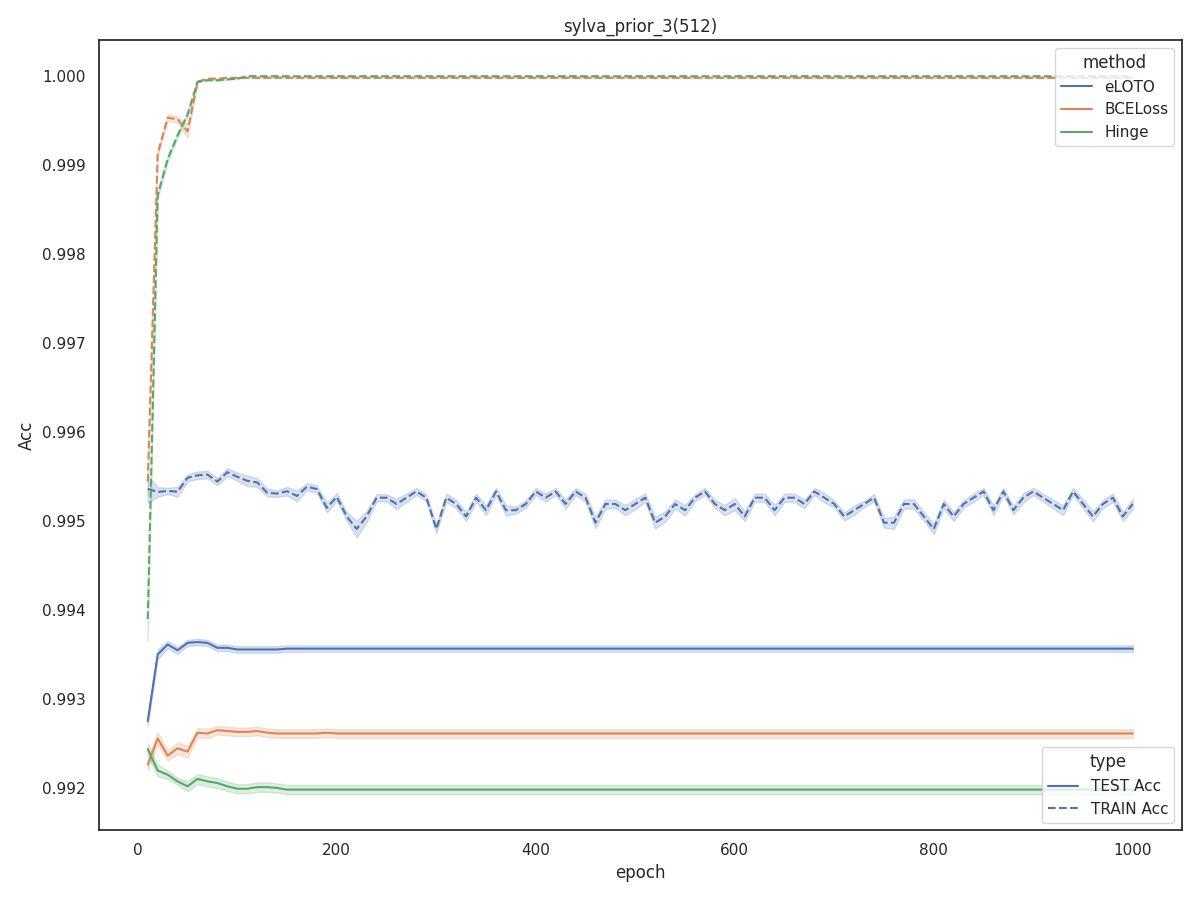 sylva_prior_3(512)
method
eLOTO
BCELoss
Hinge
1.000
0.999
0.998
0.997
0.996
0.995
0.994
0.993
0.992
Acc
type
TEST Acc
TRAIN Acc
0 200 400 600 800 1000
epoch